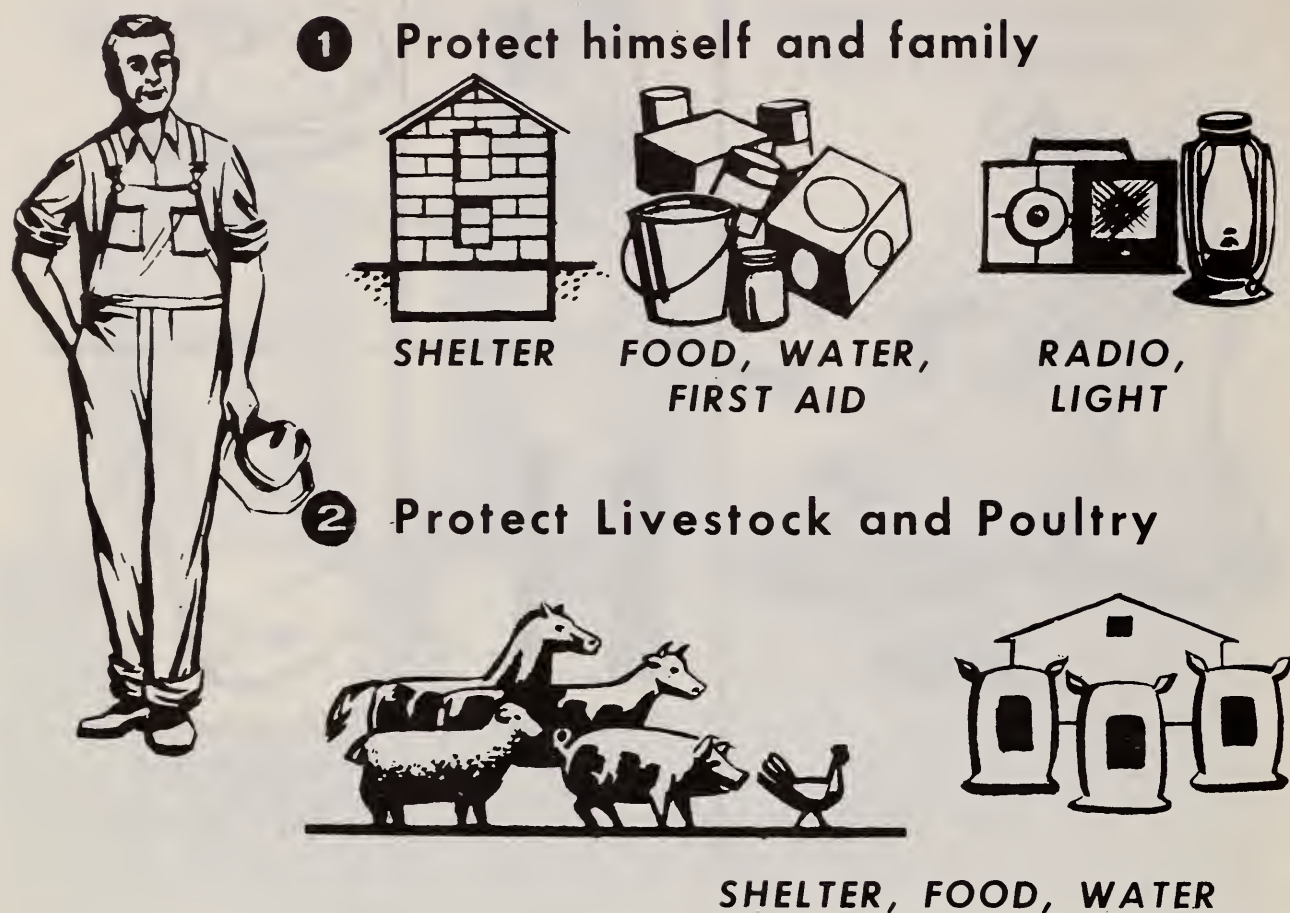 1 Protect himself and family
SHELTER
FOOD, WATER,
FIRST AID
RADIO,
LIGHT
2 Protect Livestock and Poultry
SHELTER, FOOD, WATER